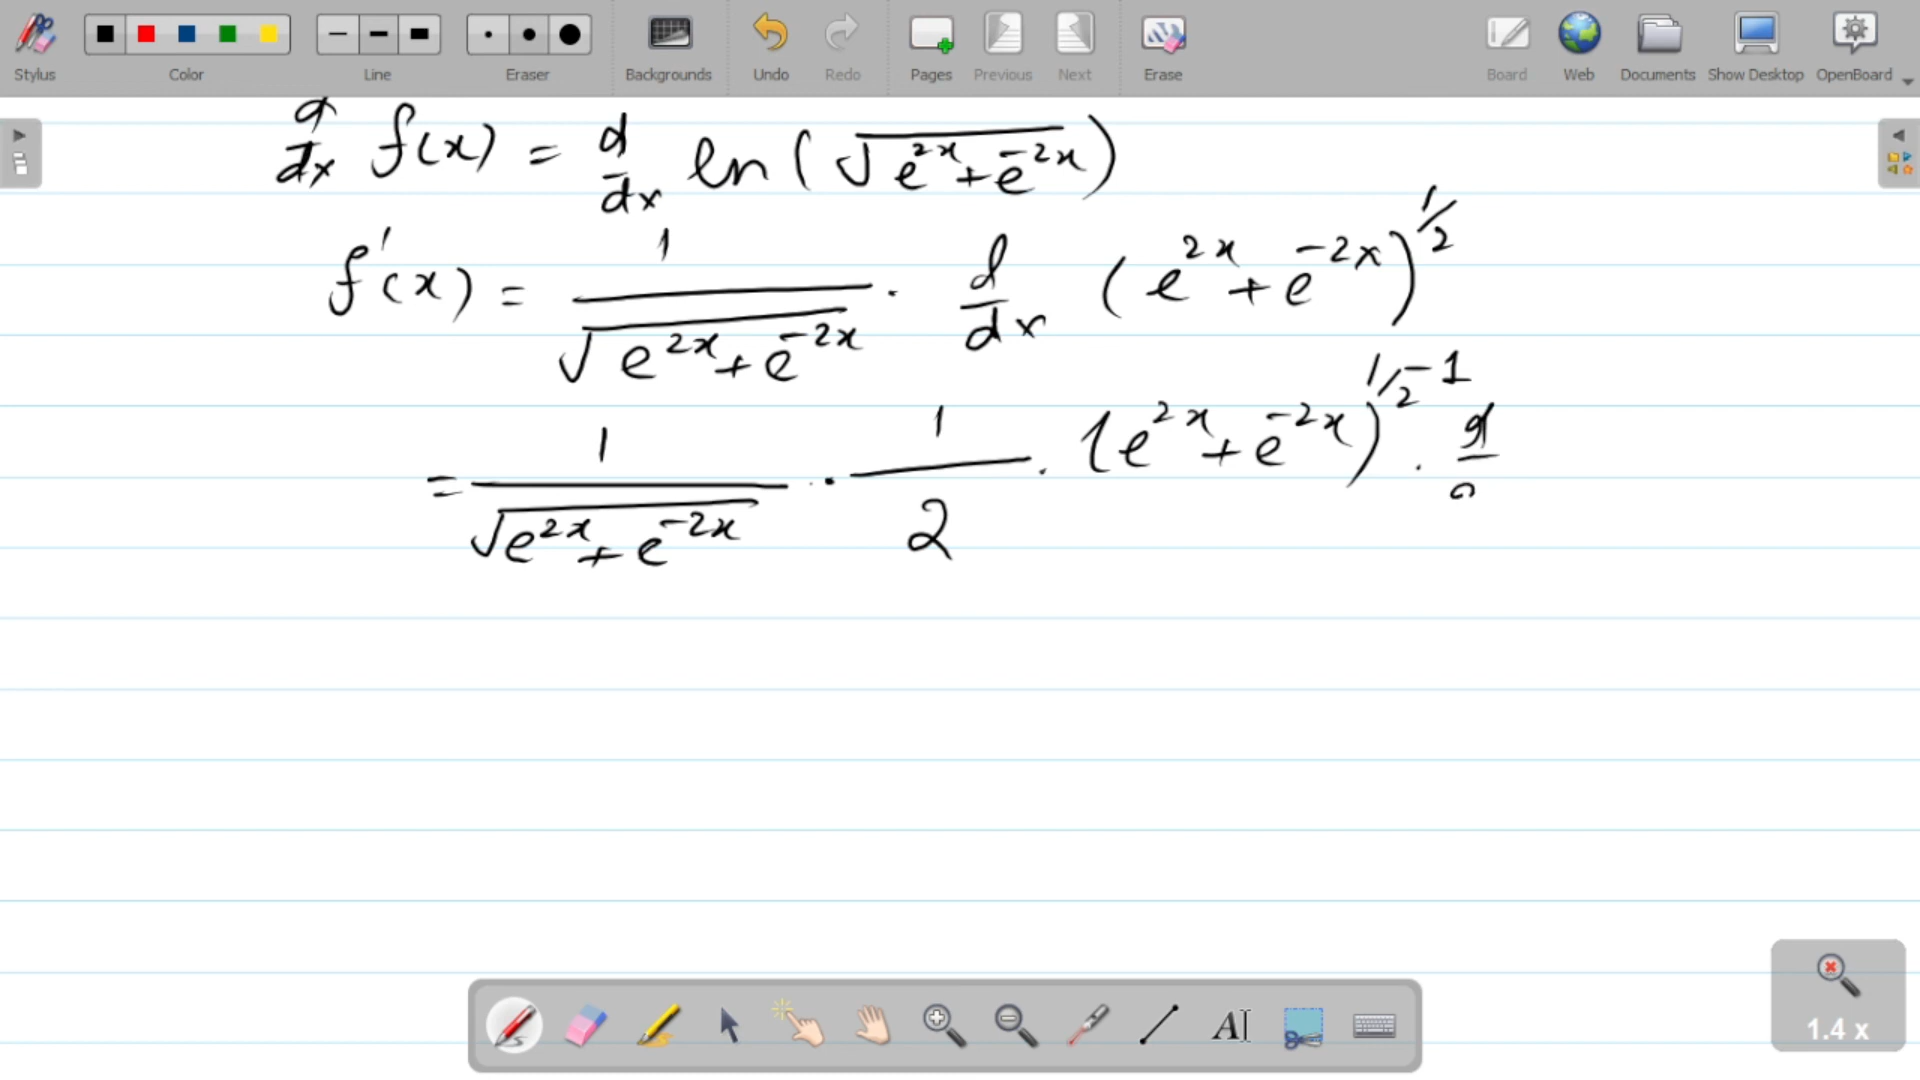 Stylus Color Line Eraser Backgrounds Undo Redo Pages Previous Next Erase Board Web Documents Show Desktop OpenBoard
d/dx f(x) = d/dx ln(√(e^{2x}+e^{-2x}))
f'(x) = 1/√(e^{2x}+e^{-2x}) · d/dx (e^{2x}+e^{-2x})^{1/2}
= 1/√(e^{2x}+e^{-2x}) · 1/2 · (e^{2x}+e^{-2x})^{1/2-1} · d/
AI
1.4 x